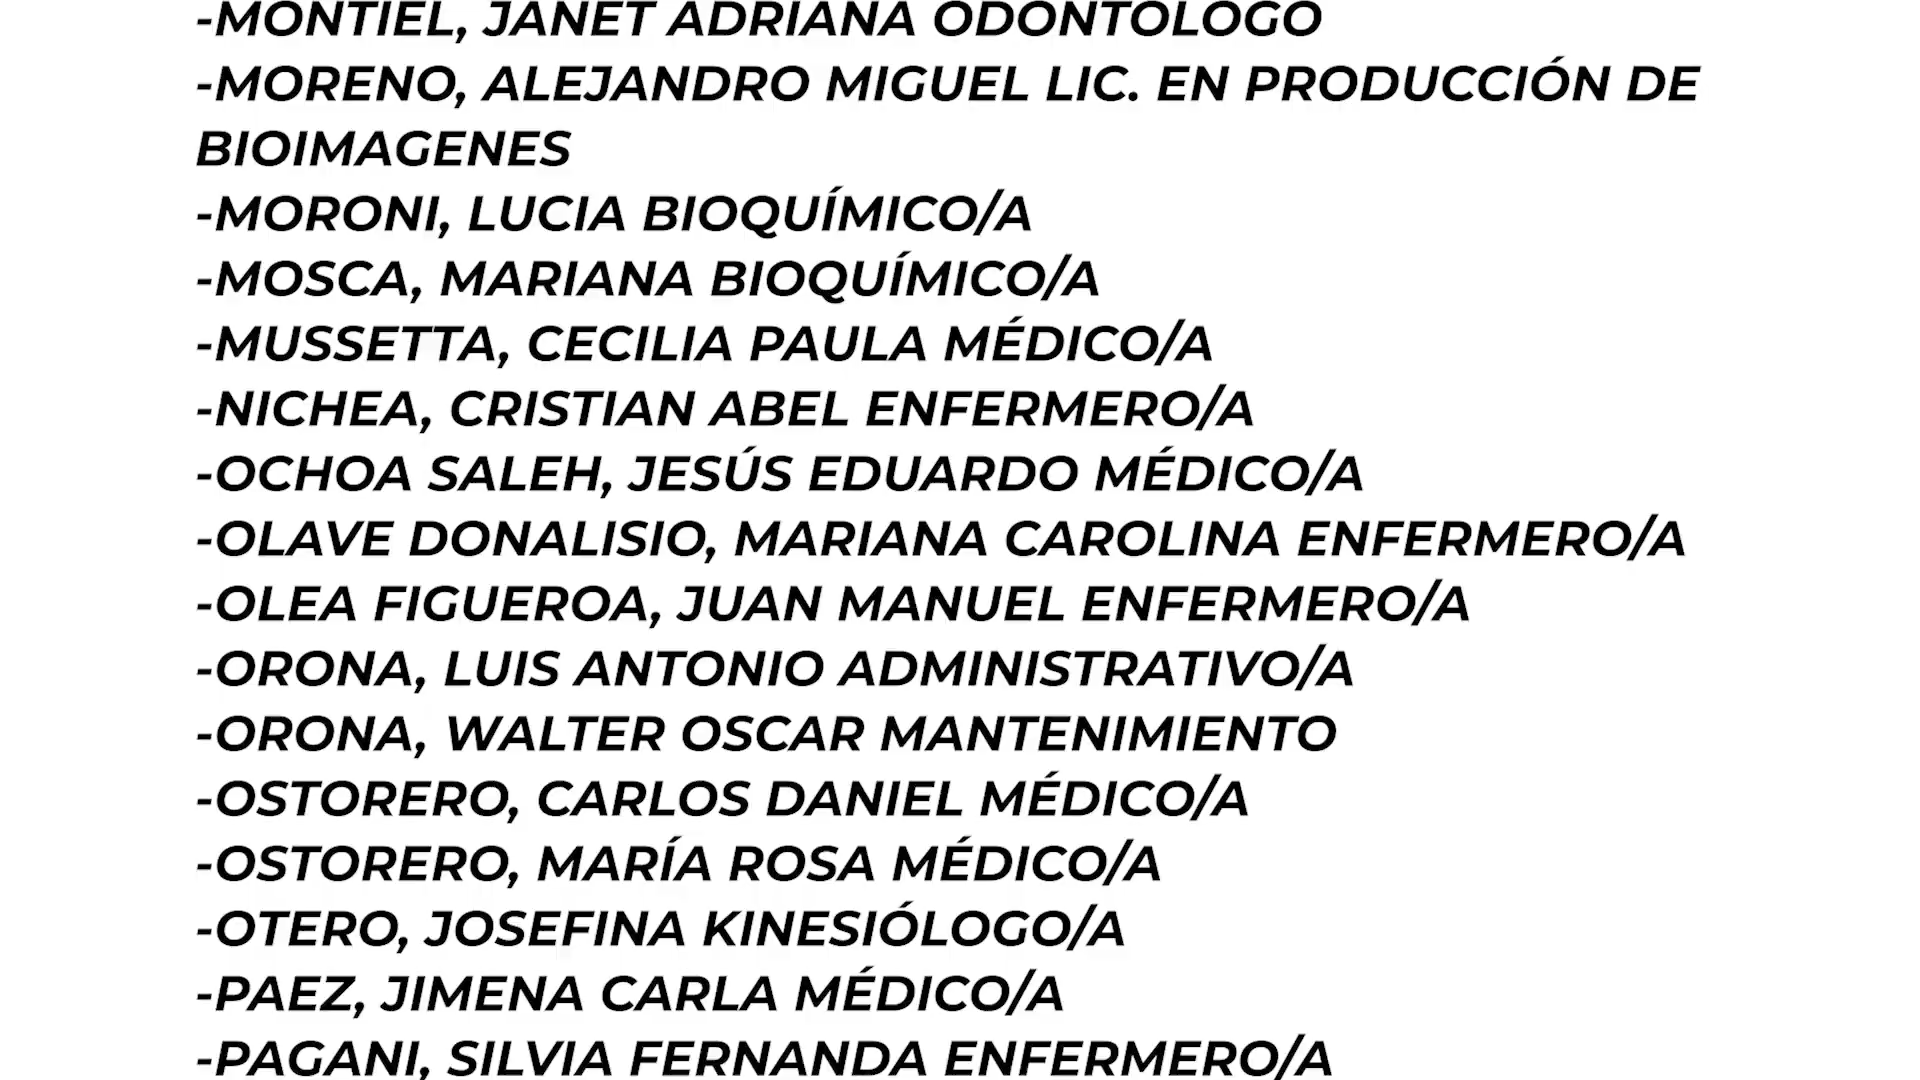 -MONTIEL, JANET ADRIANA ODONTOLOGO
-MORENO, ALEJANDRO MIGUEL LIC. EN PRODUCCIÓN DE
BIOIMAGENES
-MORONI, LUCIA BIOQUÍMICO/A
-MOSCA, MARIANA BIOQUÍMICO/A
-MUSSETTA, CECILIA PAULA MÉDICO/A
-NICHEA, CRISTIAN ABEL ENFERMERO/A
-OCHOA SALEH, JESÚS EDUARDO MÉDICO/A
-OLAVE DONALISIO, MARIANA CAROLINA ENFERMERO/A
-OLEA FIGUEROA, JUAN MANUEL ENFERMERO/A
-ORONA, LUIS ANTONIO ADMINISTRATIVO/A
-ORONA, WALTER OSCAR MANTENIMIENTO
-OSTORERO, CARLOS DANIEL MÉDICO/A
-OSTORERO, MARÍA ROSA MÉDICO/A
-OTERO, JOSEFINA KINESIÓLOGO/A
-PAEZ, JIMENA CARLA MÉDICO/A
-PAGANI, SILVIA FERNANDA ENFERMERO/A